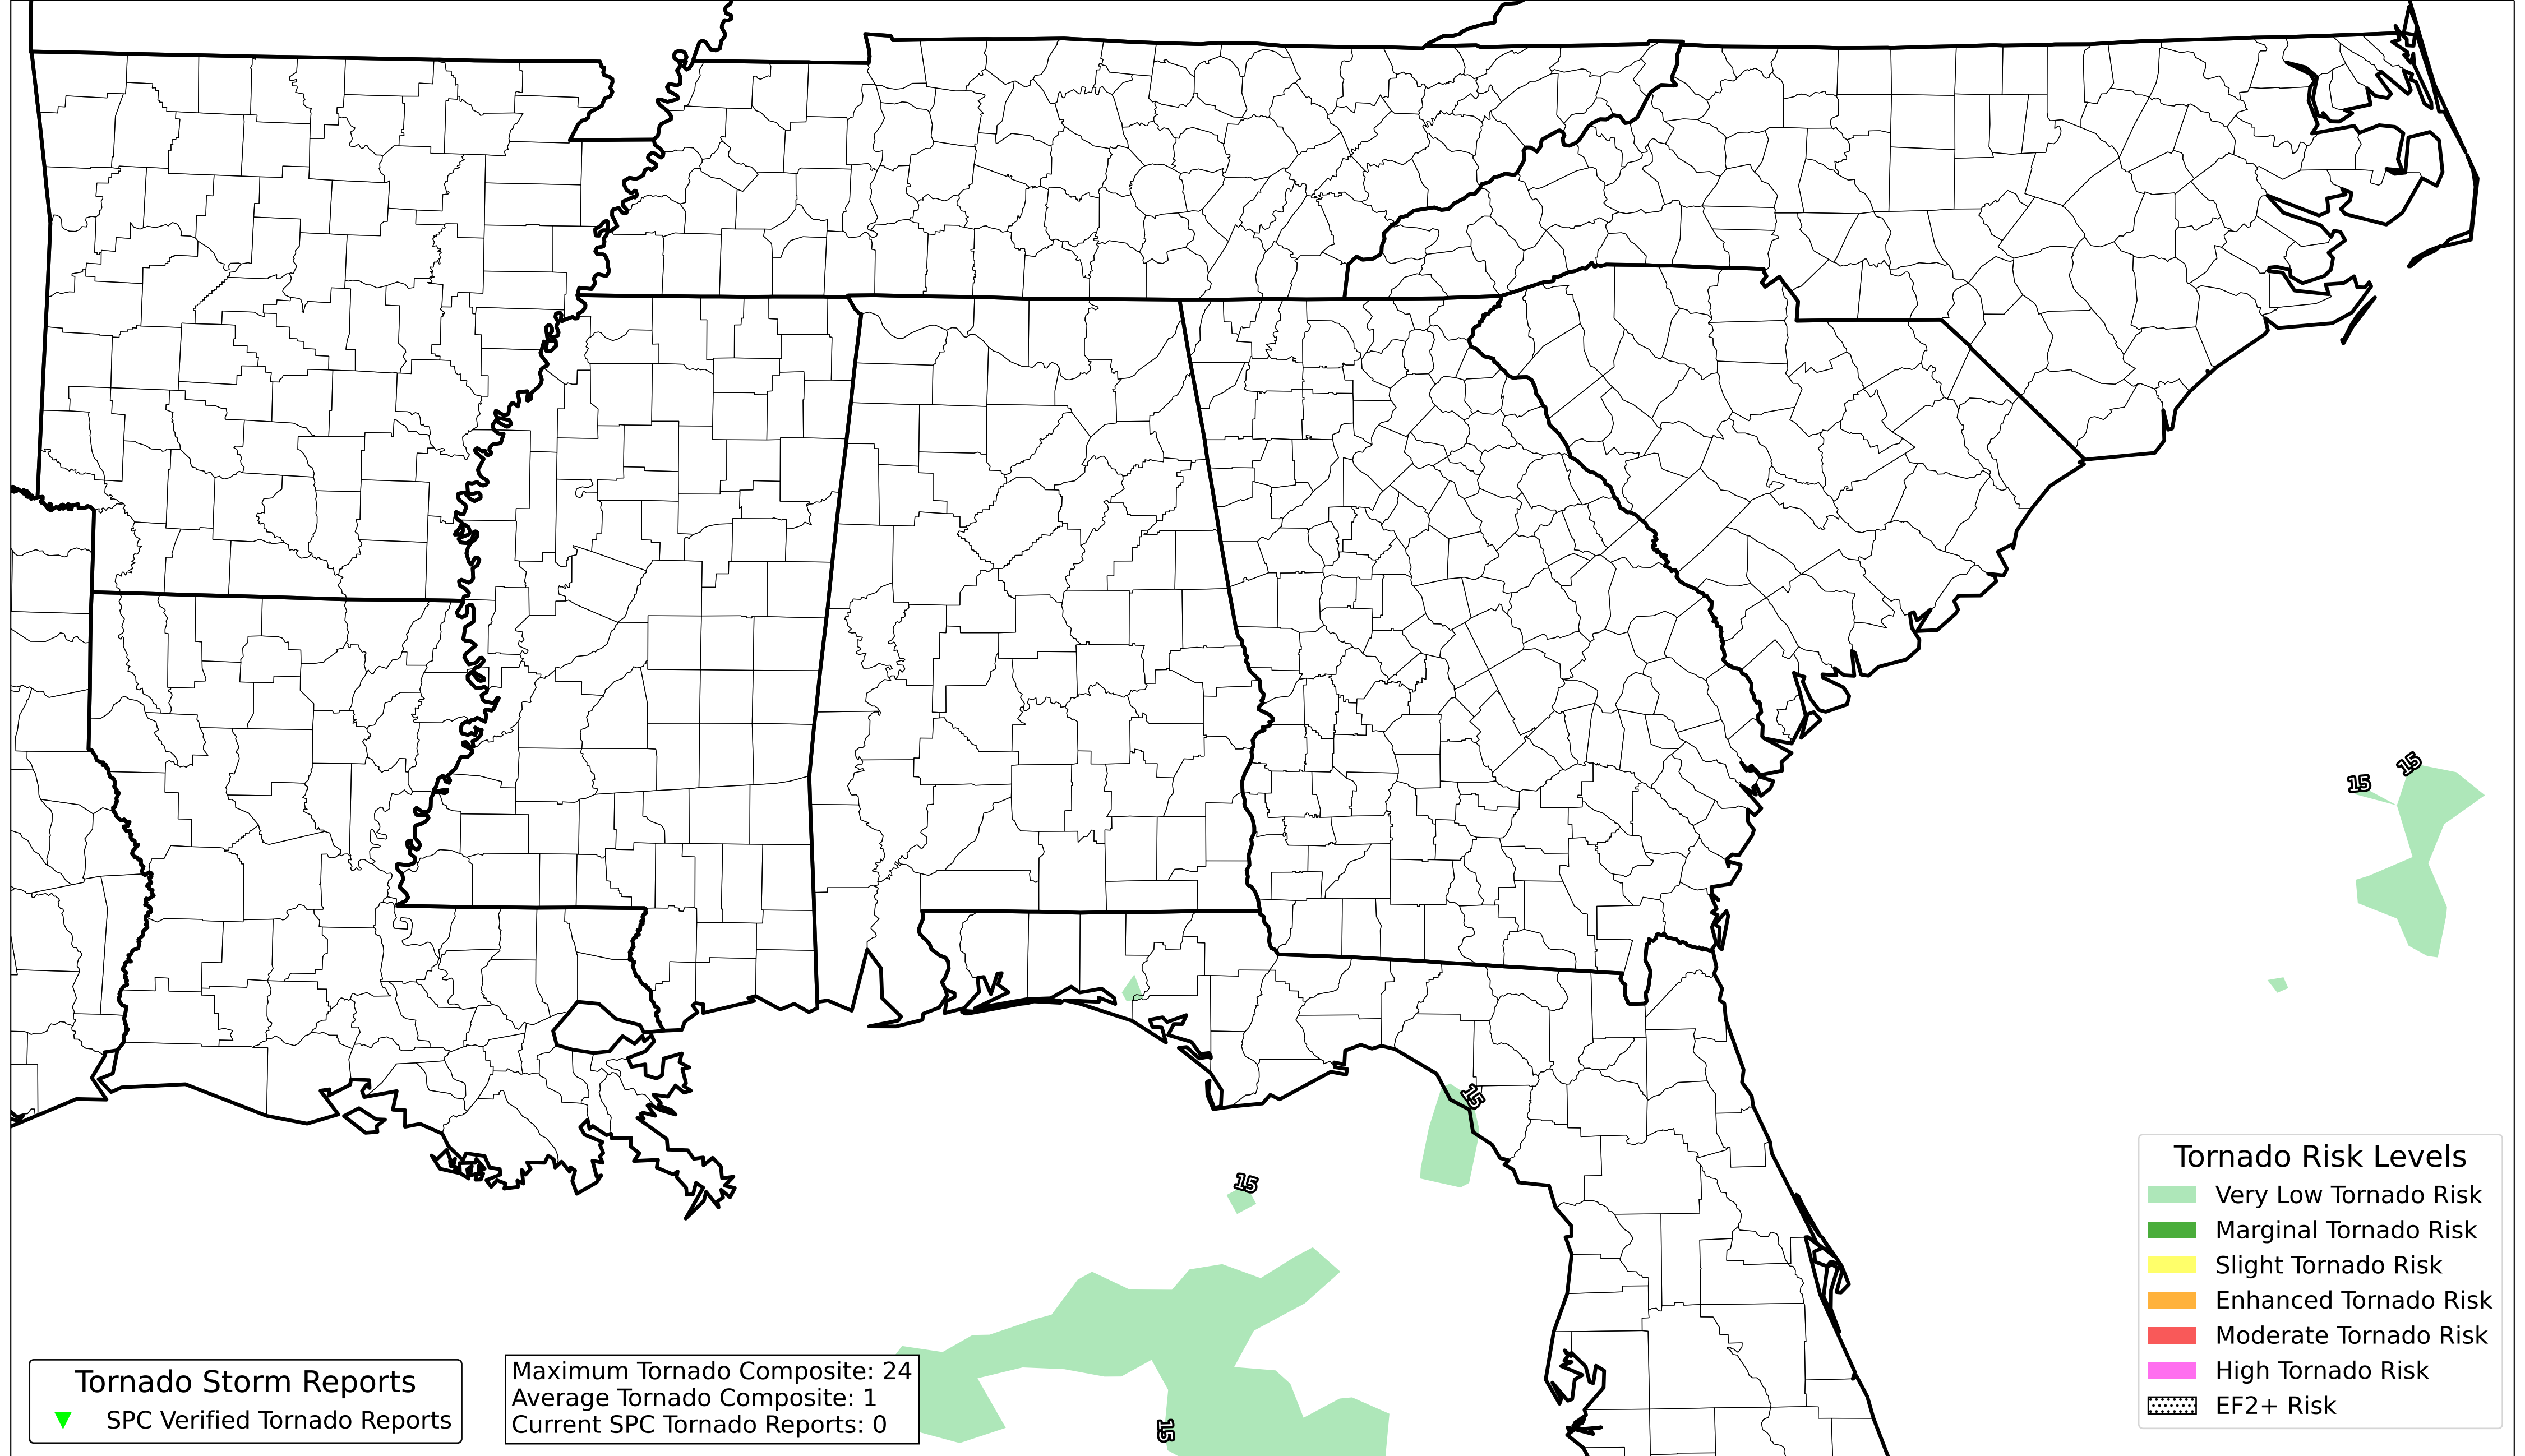 15
15
15
15
15
Tornado Risk Levels
Very Low Tornado Risk
Marginal Tornado Risk
Slight Tornado Risk
Enhanced Tornado Risk
Moderate Tornado Risk
High Tornado Risk
EF2+ Risk
Tornado Storm Reports
SPC Verified Tornado Reports
Maximum Tornado Composite: 24
Average Tornado Composite: 1
Current SPC Tornado Reports: 0